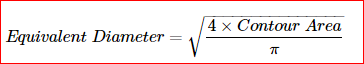 Equivalent Diameter = √(4 × Contour Area / π)